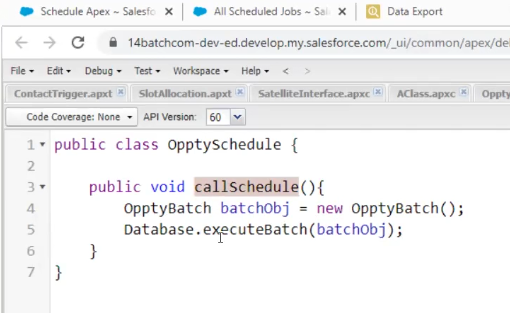 Schedule Apex ~ Salesfo
All Scheduled Jobs ~ Sale
Data Export
14batchcom-dev-ed.develop.my.salesforce.com/_ui/common/apex/de
File Edit Debug Test Workspace Help < >
ContactTrigger.apxt SlotAllocation.apxt SatelliteInterface.apxc AClass.apxc Oppty
Code Coverage: None API Version: 60
1 public class OpptySchedule {
2
3 public void callSchedule(){
4 OpptyBatch batchObj = new OpptyBatch();
5 Database.executeBatch(batchObj);
6 }
7 }